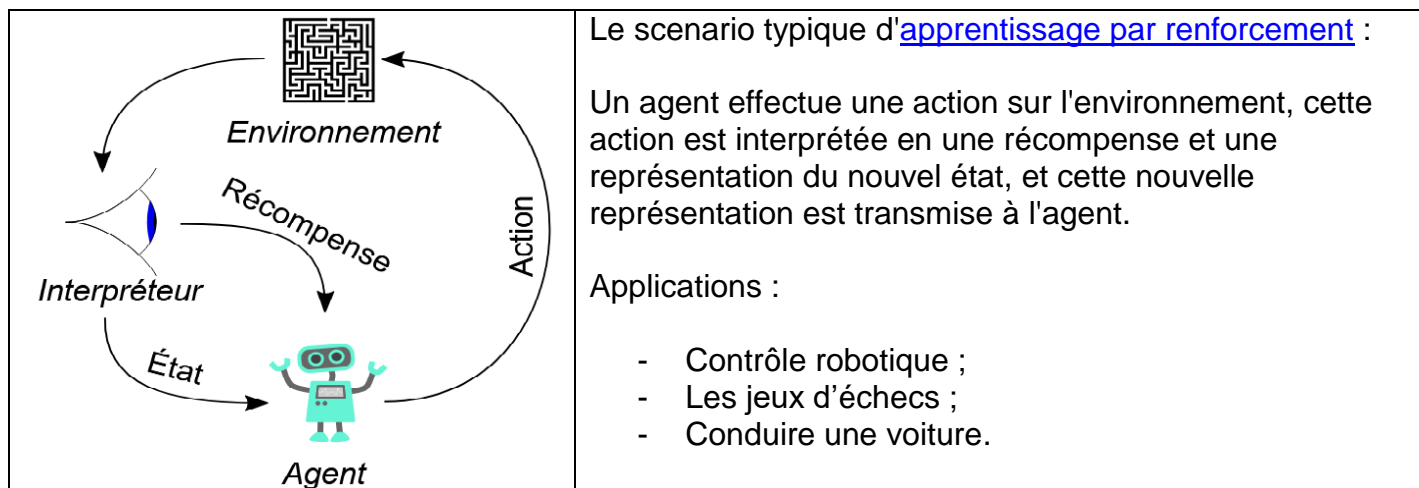 Environnement
Récompense
Action
Interpréteur
État
Agent
Le scenario typique d'apprentissage par renforcement :
Un agent effectue une action sur l'environnement, cette
action est interprétée en une récompense et une
représentation du nouvel état, et cette nouvelle
représentation est transmise à l'agent.
Applications :
- Contrôle robotique ;
- Les jeux d’échecs ;
- Conduire une voiture.